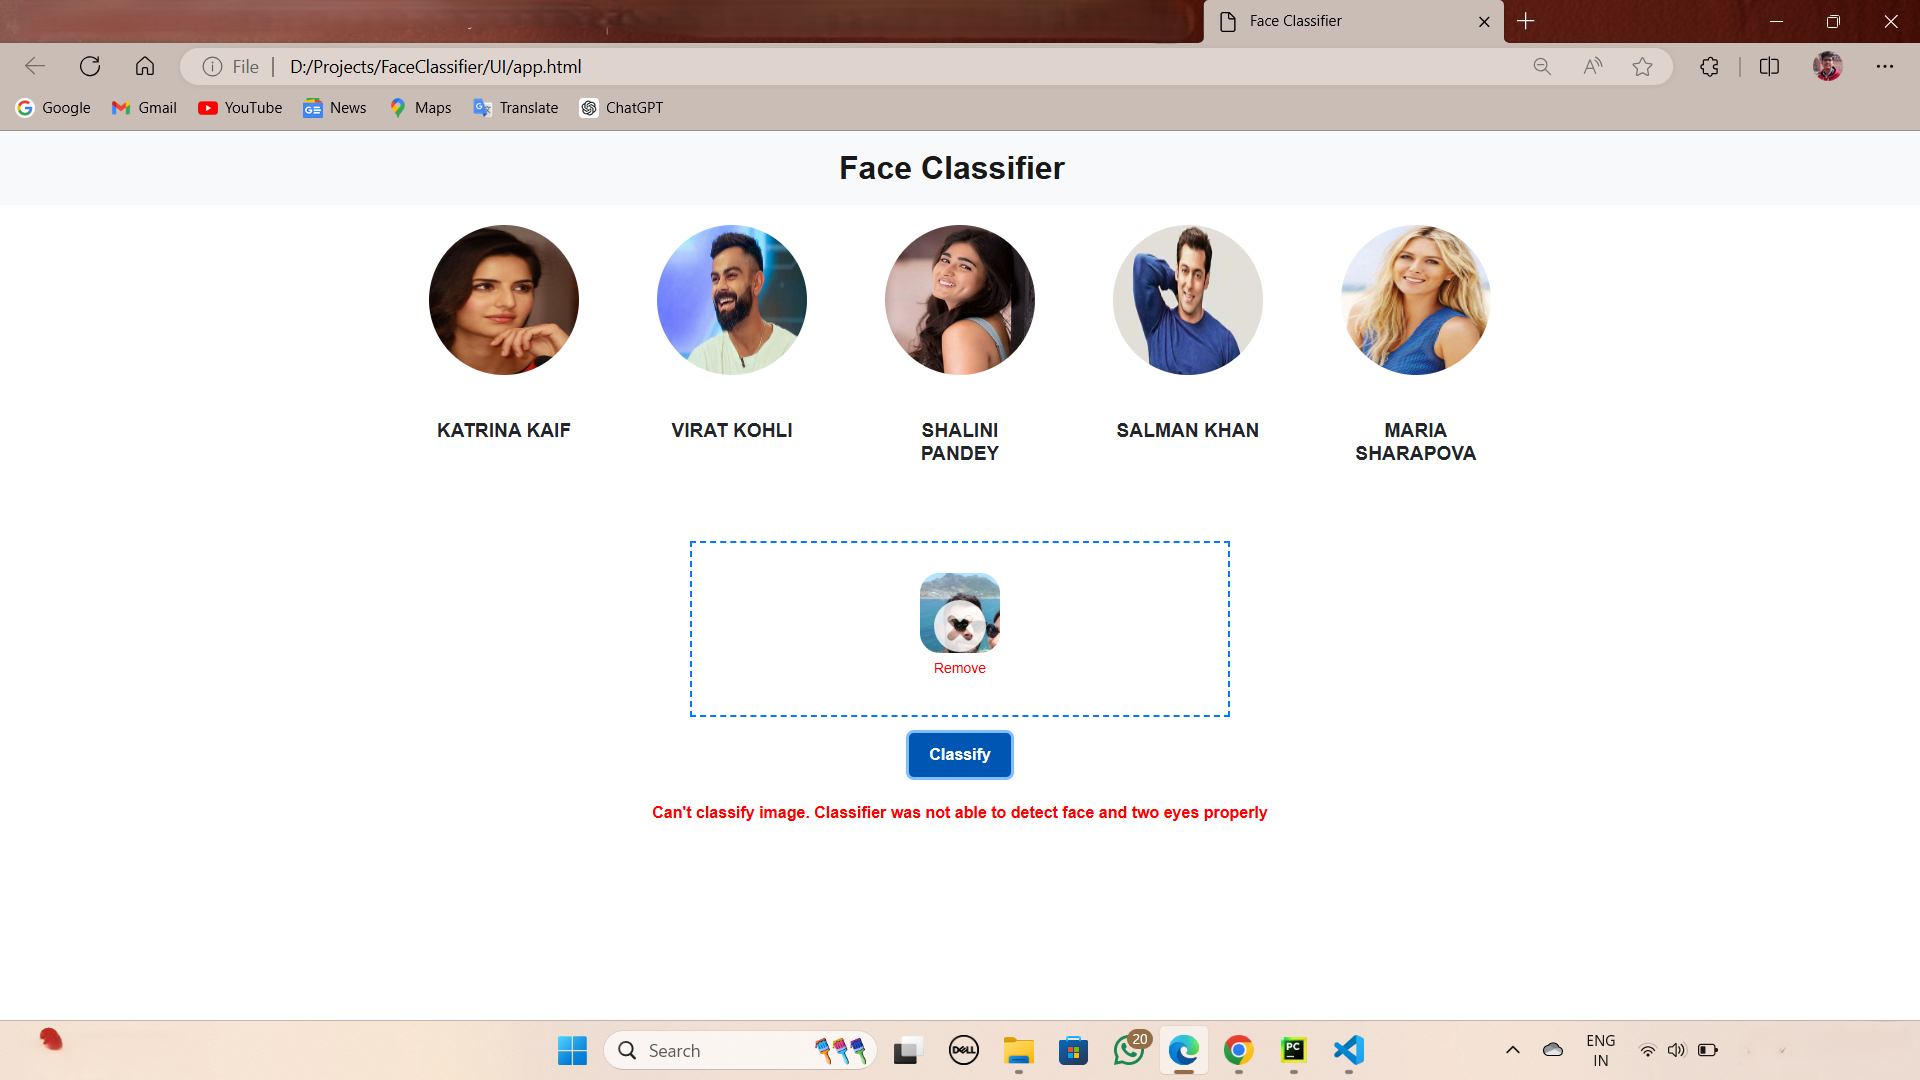 Face Classifier
File
D:/Projects/FaceClassifier/UI/app.html
Google
Gmail
YouTube
News
Maps
Translate
ChatGPT
Face Classifier
KATRINA KAIF
VIRAT KOHLI
SHALINI
PANDEY
SALMAN KHAN
MARIA
SHARAPOVA
Remove
Classify
Can't classify image. Classifier was not able to detect face and two eyes properly
Search
DELL
20
PC
ENG
IN